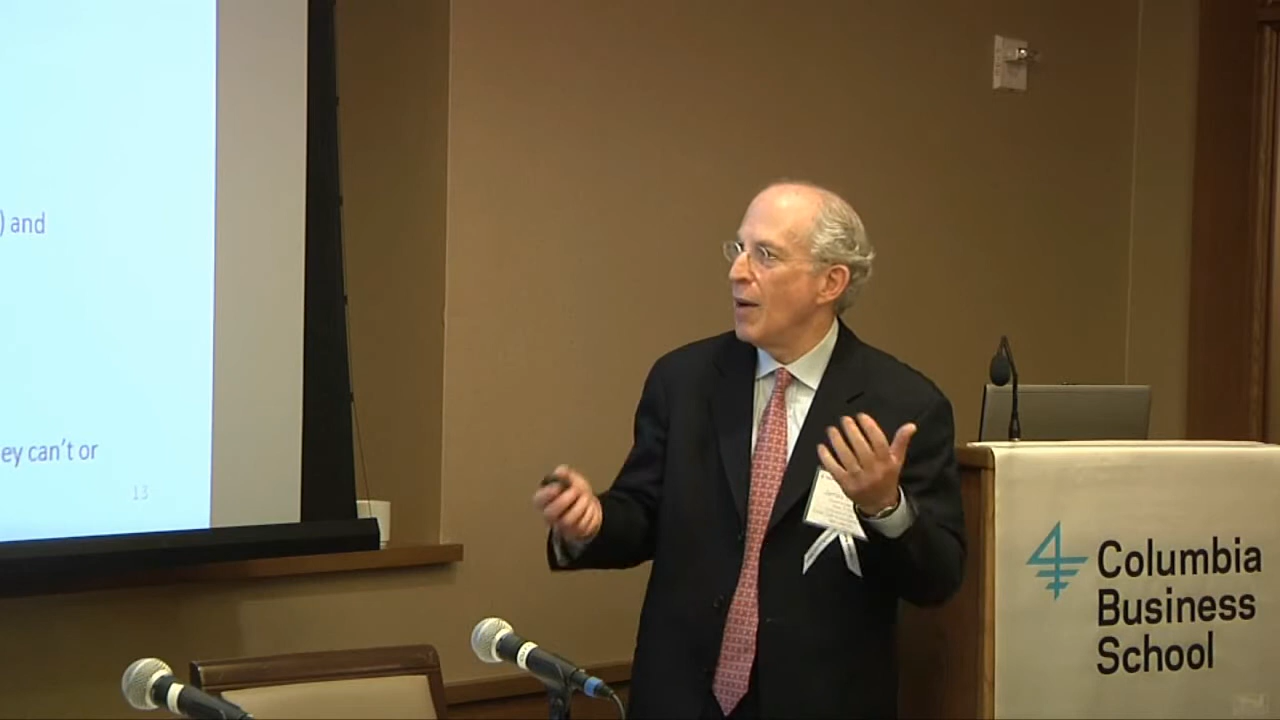 ) and
ey can't or
13
Columbia
Business
School